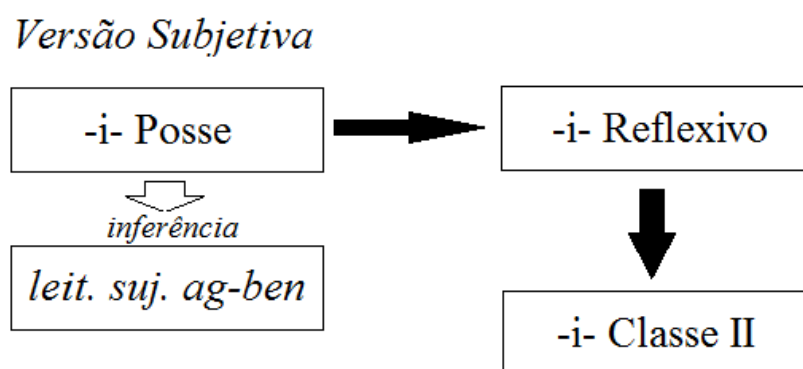 Versão Subjetiva
-i- Posse
-i- Reflexivo
inferência
leit. suj. ag-ben
-i- Classe II